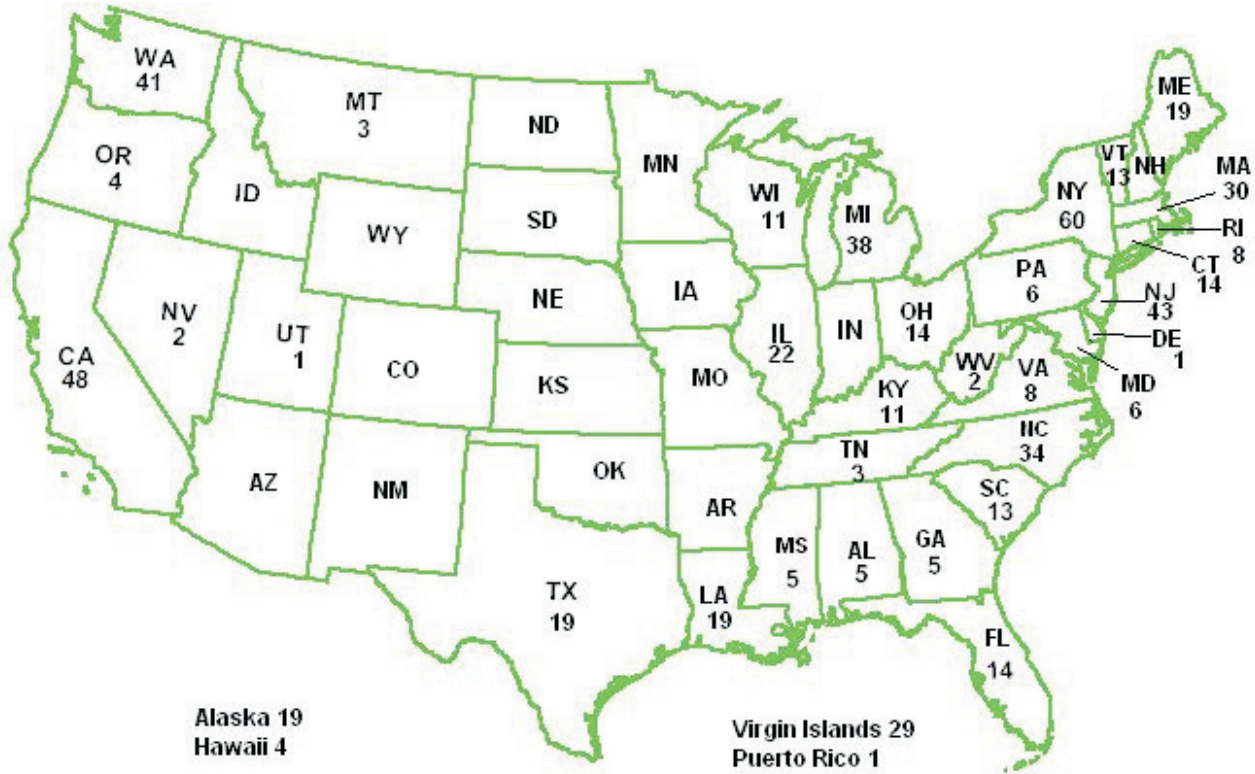 WA
41
MT
3
ND
MN
OR
4
ID
WY
SD
WI
11
MI
38
NY
60
VT
13
NH
ME
19
MA
30
RI
8
CT
14
NJ
43
PA
6
DE
1
MD
6
CA
48
NV
2
UT
1
CO
NE
IA
KS
MO
IL
22
IN
OH
14
WV
2
VA
8
KY
11
NC
34
TN
3
SC
13
AZ
NM
OK
AR
TX
19
LA
19
MS
5
AL
5
GA
5
FL
14
Alaska 19
Hawaii 4
Virgin Islands 29
Puerto Rico 1